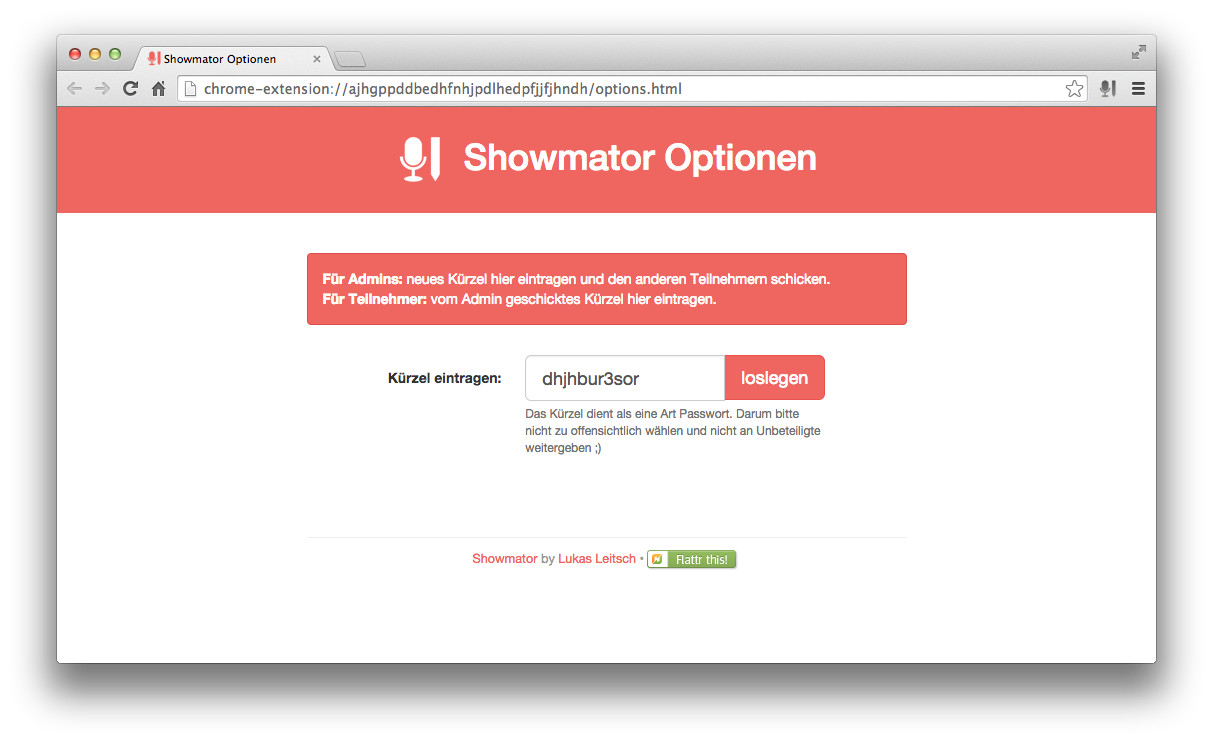 Showmator Optionen
chrome-extension://ajhgppddbedhfnhjpdlhedpfjjfjhndh/options.html
Showmator Optionen
Für Admins: neues Kürzel hier eintragen und den anderen Teilnehmern schicken.
Für Teilnehmer: vom Admin geschicktes Kürzel hier eintragen.
Kürzel eintragen: dhjhbur3sor loslegen
Das Kürzel dient als eine Art Passwort. Darum bitte
nicht zu offensichtlich wählen und nicht an Unbeteiligte
weitergeben ;)
Showmator by Lukas Leitsch • Flattr this!